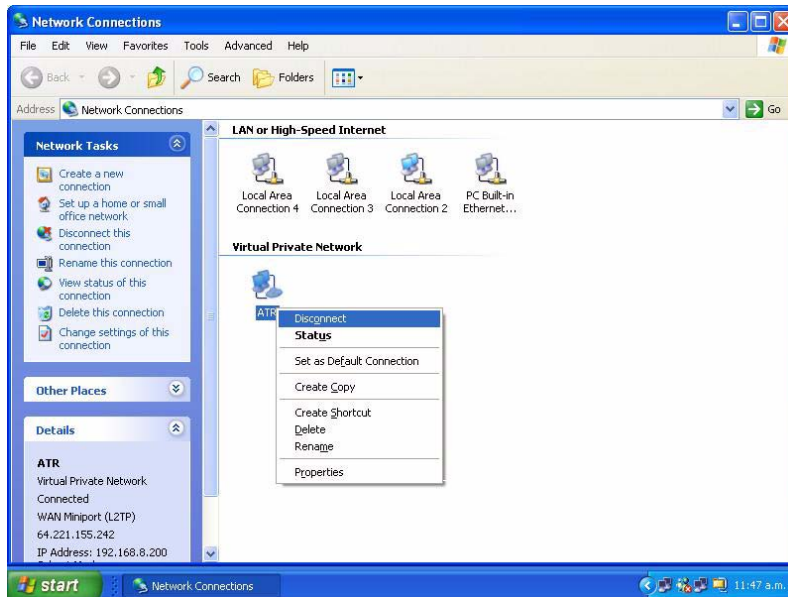 Network Connections
File Edit View Favorites Tools Advanced Help
Back Search Folders
Address Network Connections Go
Network Tasks
Create a new
connection
Set up a home or small
office network
Disconnect this
connection
Rename this connection
View status of this
connection
Delete this connection
Change settings of this
connection
Other Places
Details
ATR
Virtual Private Network
Connected
WAN Miniport (L2TP)
64.221.155.242
IP Address: 192.168.8.200
LAN or High-Speed Internet
Local Area
Connection 4
Local Area
Connection 3
Local Area
Connection 2
PC Built-in
Ethernet...
Virtual Private Network
ATR
Disconnect
Status
Set as Default Connection
Create Copy
Create Shortcut
Delete
Rename
Properties
start Network Connections 11:47 a.m.